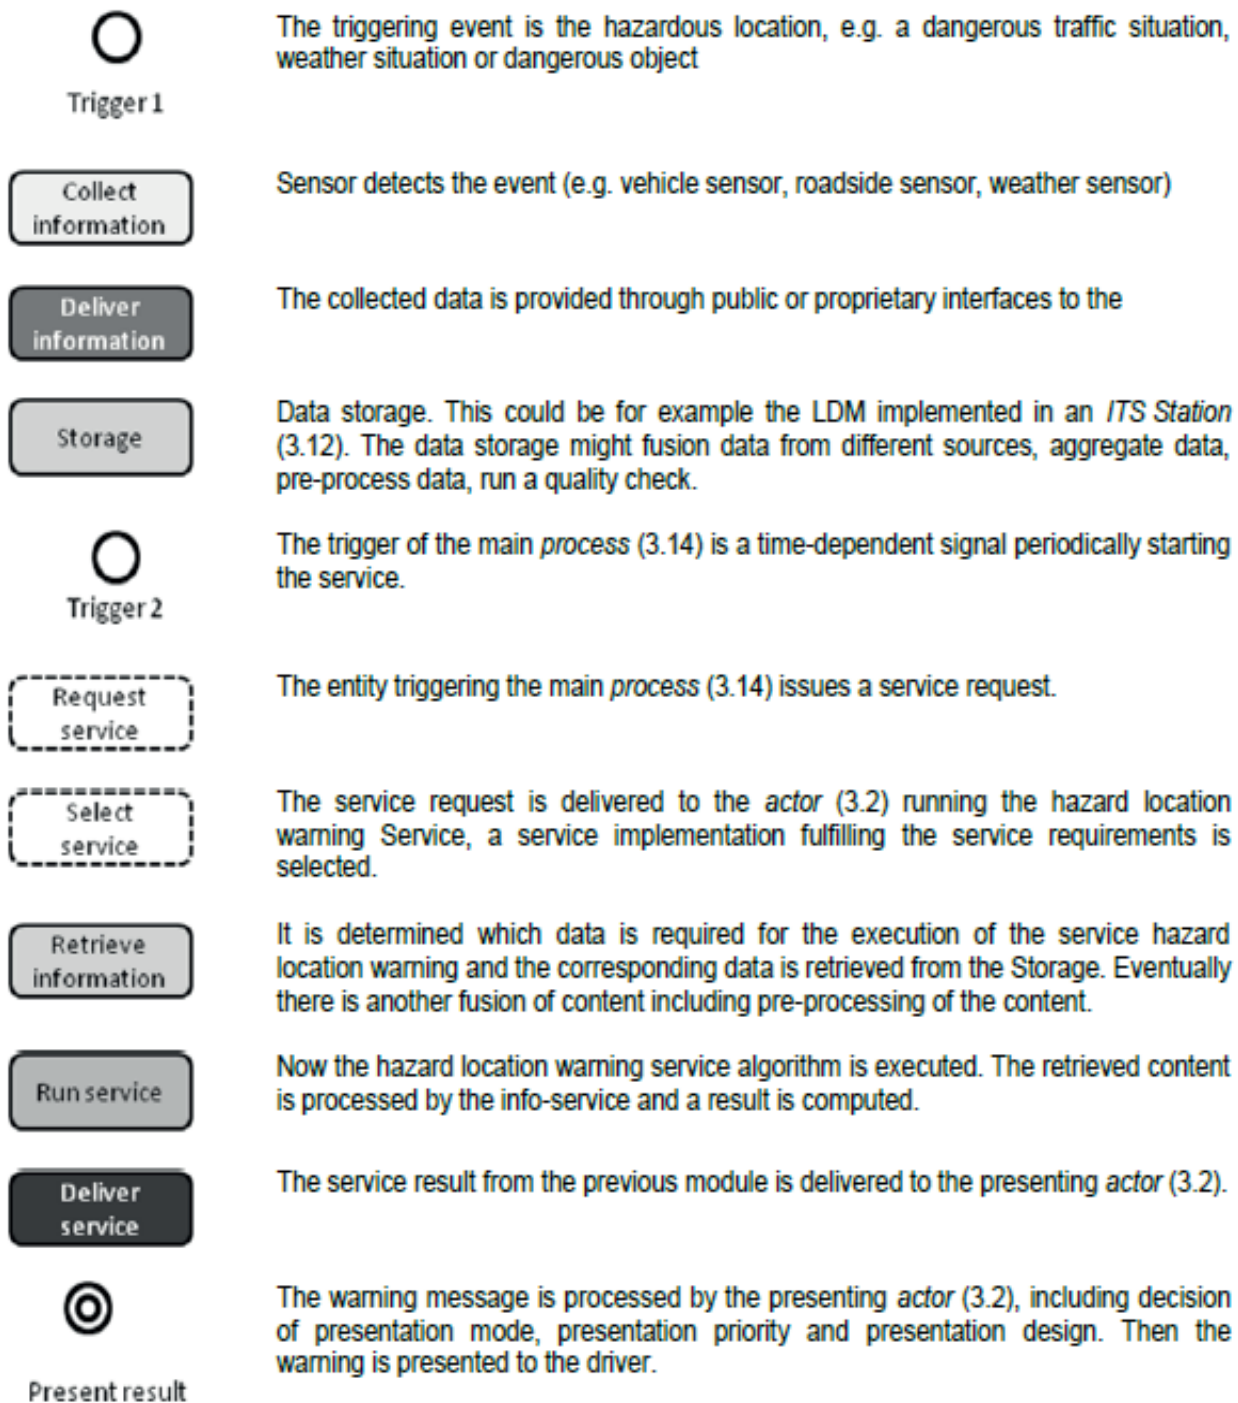 The triggering event is the hazardous location, e.g. a dangerous traffic situation,
weather situation or dangerous object
Trigger 1
Collect
information
Sensor detects the event (e.g. vehicle sensor, roadside sensor, weather sensor)
Deliver
information
The collected data is provided through public or proprietary interfaces to the
Storage
Data storage. This could be for example the LDM implemented in an ITS Station
(3.12). The data storage might fusion data from different sources, aggregate data,
pre-process data, run a quality check.
Trigger 2
The trigger of the main process (3.14) is a time-dependent signal periodically starting
the service.
Request
service
The entity triggering the main process (3.14) issues a service request.
Select
service
The service request is delivered to the actor (3.2) running the hazard location
warning Service, a service implementation fulfilling the service requirements is
selected.
Retrieve
information
It is determined which data is required for the execution of the service hazard
location warning and the corresponding data is retrieved from the Storage. Eventually
there is another fusion of content including pre-processing of the content.
Run service
Now the hazard location warning service algorithm is executed. The retrieved content
is processed by the info-service and a result is computed.
Deliver
service
The service result from the previous module is delivered to the presenting actor (3.2).
The warning message is processed by the presenting actor (3.2), including decision
of presentation mode, presentation priority and presentation design. Then the
warning is presented to the driver.
Present result